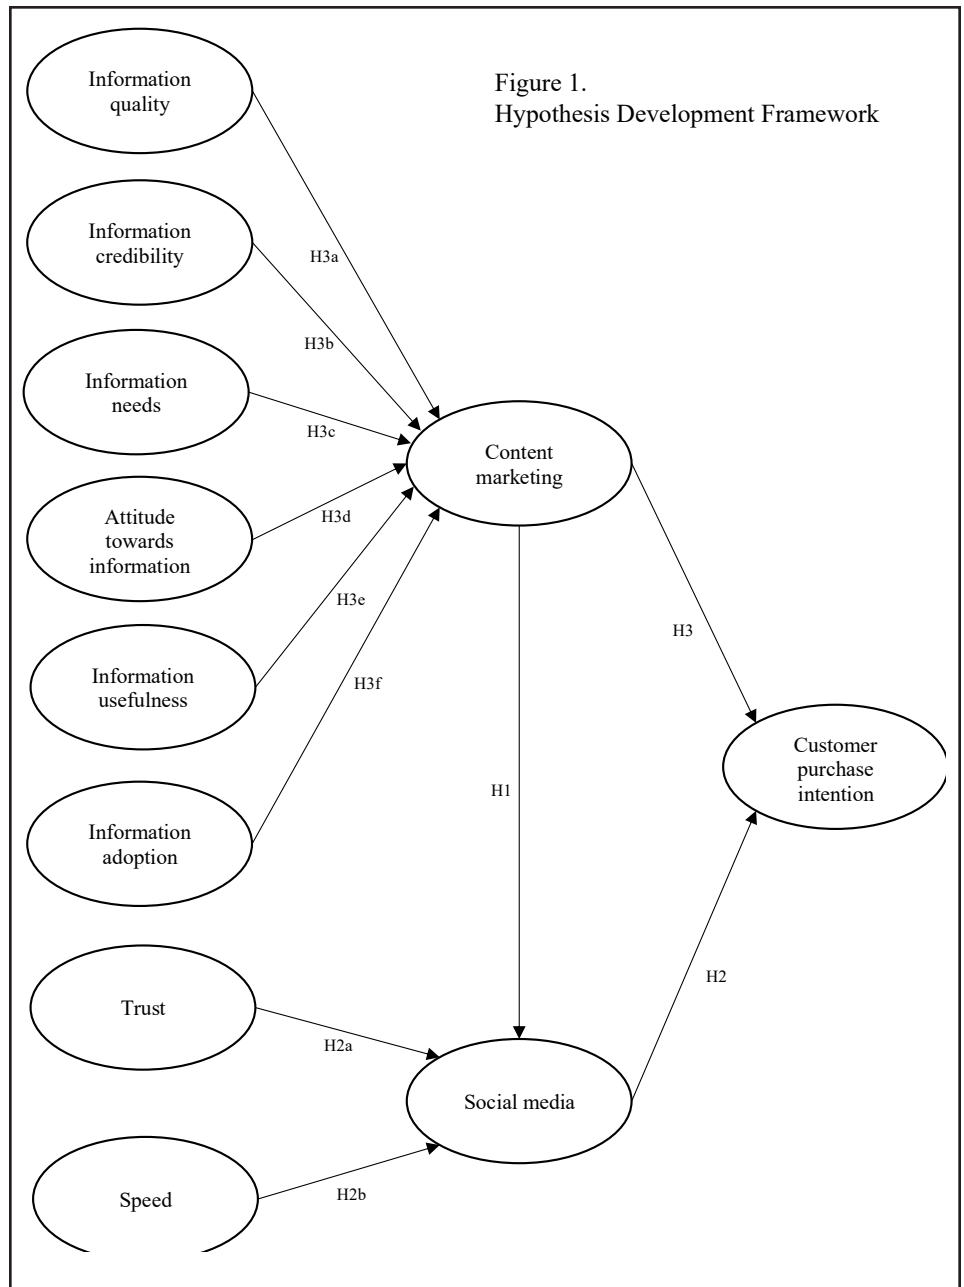 Figure 1.
Hypothesis Development Framework
Information
quality
Information
credibility
H3a
H3b
Information
needs
H3c
Content
marketing
Attitude
towards
information
H3d
H3e
Information
usefulness
H3f
H3
Customer
purchase
intention
H1
Information
adoption
H2
Trust
H2a
Social media
Speed
H2b